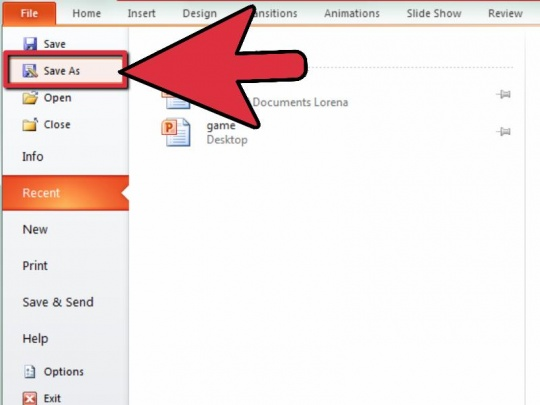 File Home Insert Design ansitions Animations Slide Show Review
Save
Save As
Open
Close
Info
Recent
New
Print
Save & Send
Help
Options
Exit
Documents Lorena
game
Desktop